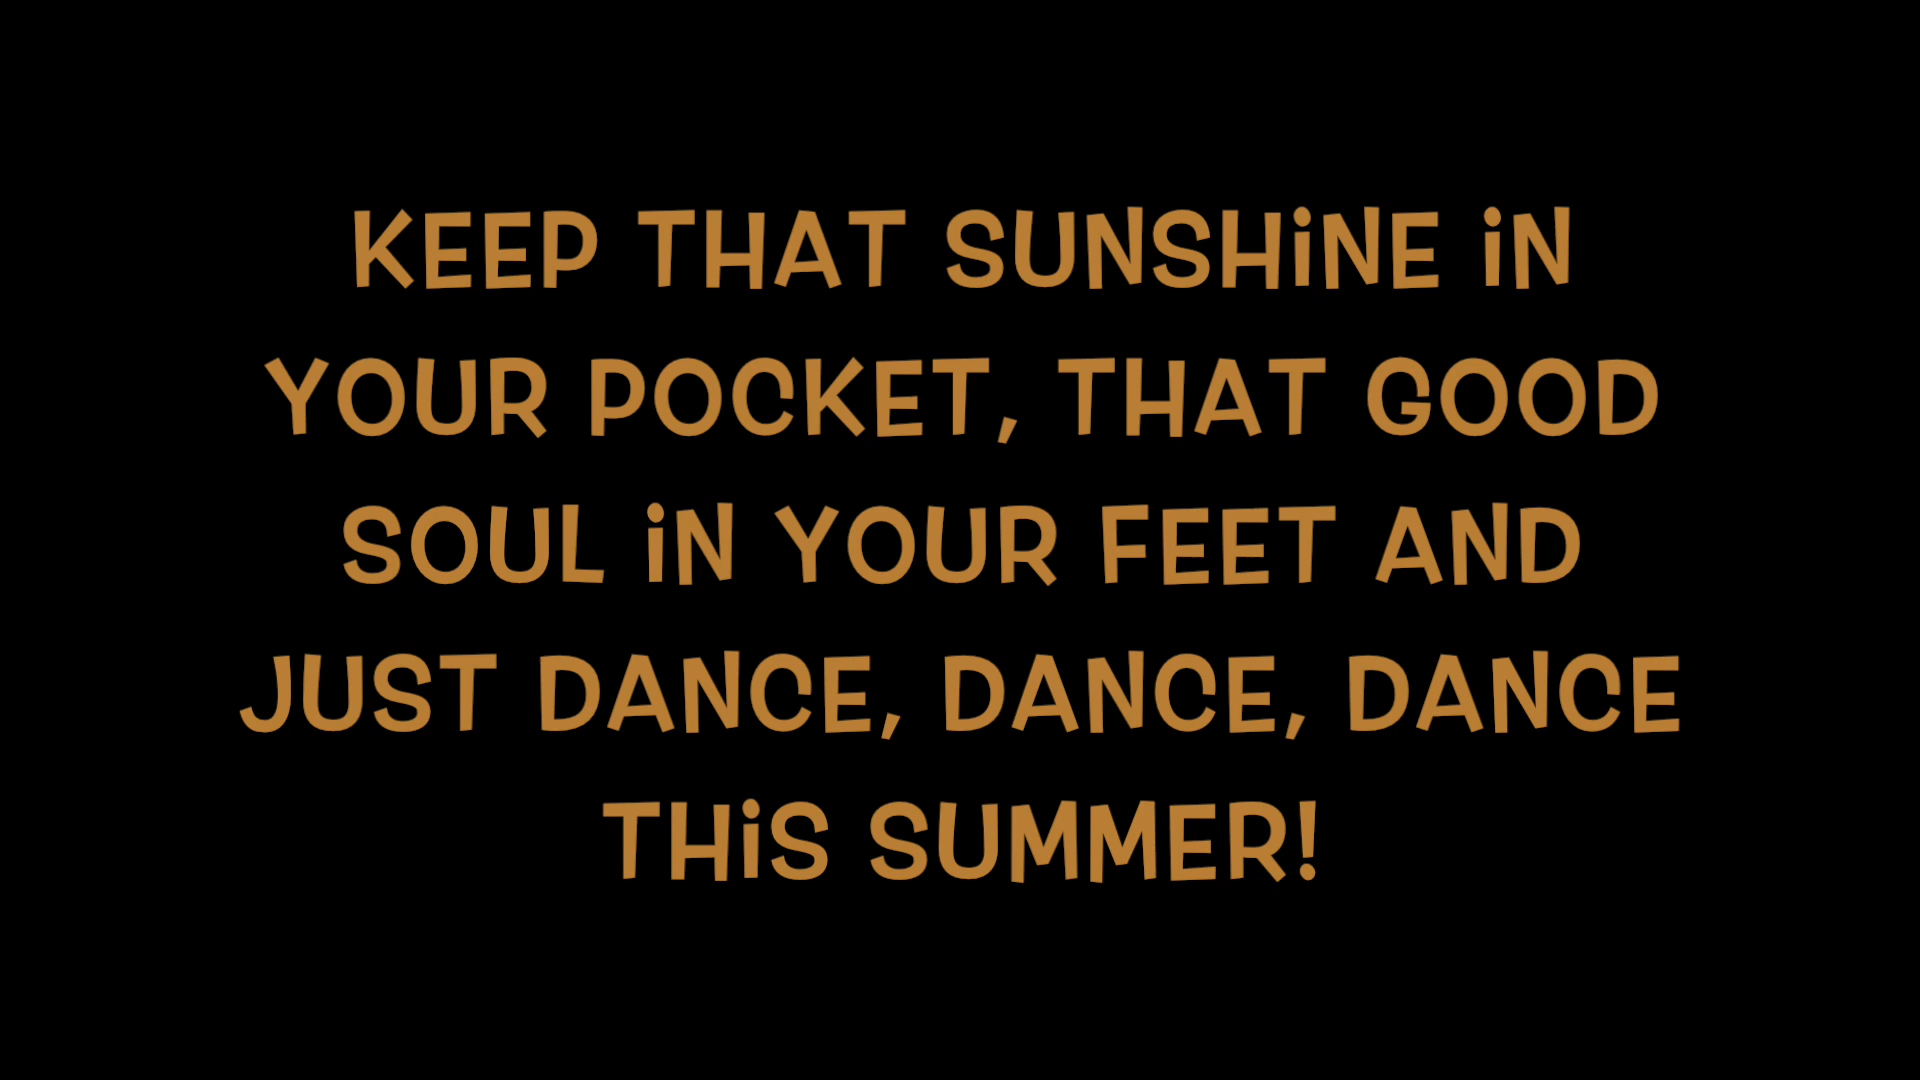 KEEP THAT SUNSHiNE iN
YOUR POCKET, THAT GOOD
SOUL iN YOUR FEET AND
JUST DANCE, DANCE, DANCE
THiS SUMMER!